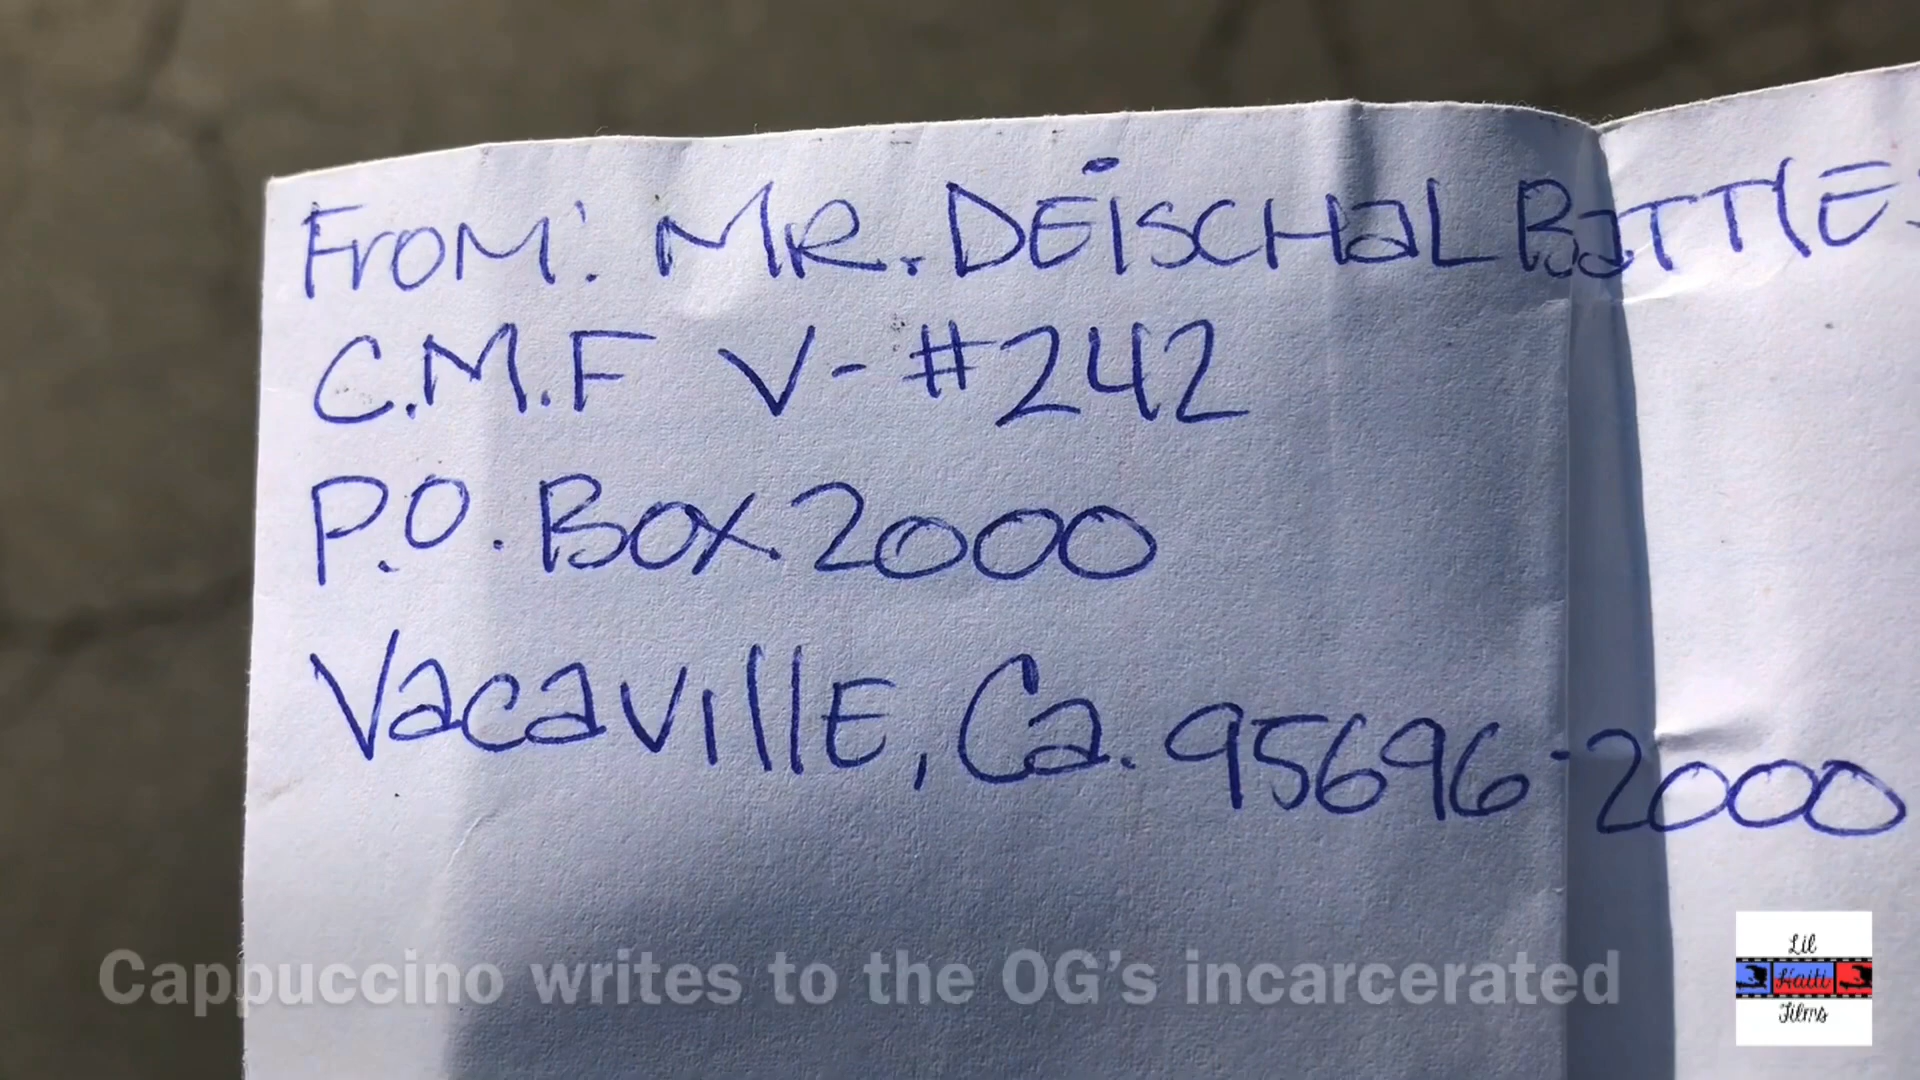 FROM: MR. DEiSCHaL BaTTlE
C.M.F V- #242
P.O. BOX 2000
VacaVillE, Ca. 95696-2000
Cappuccino writes to the OG's incarcerated
Lil
Haiti
Films